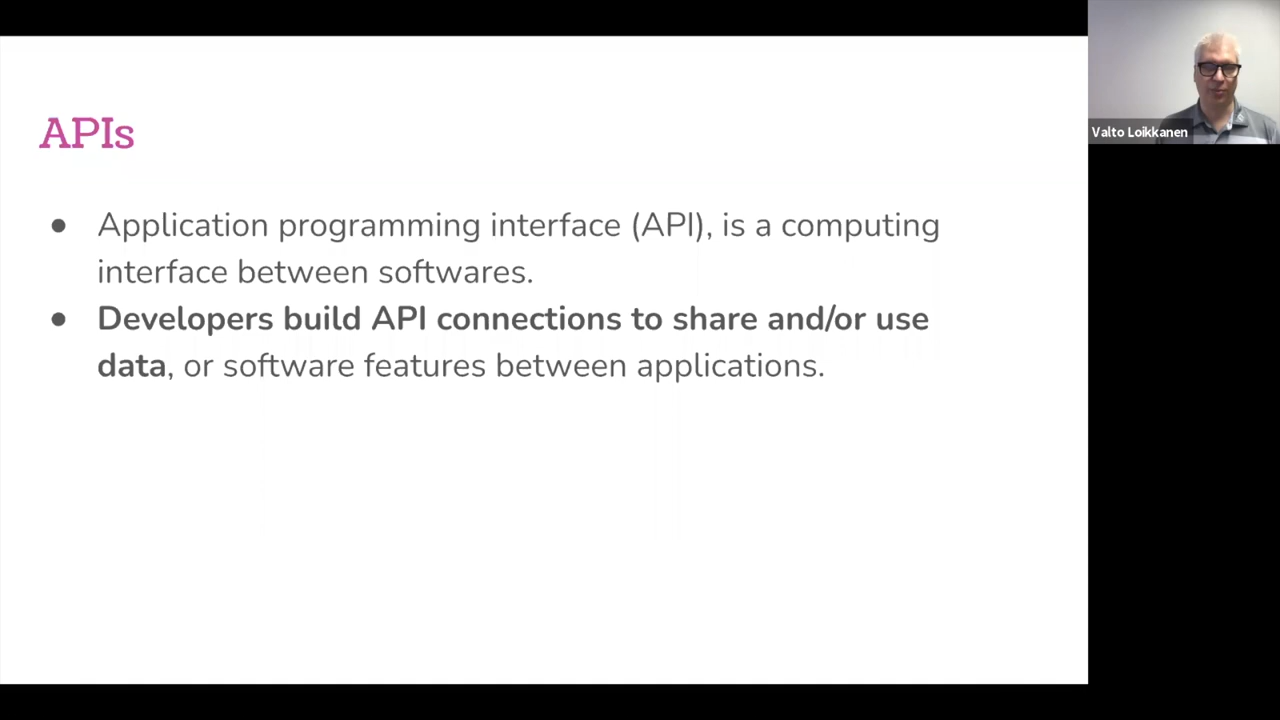 APIs
● Application programming interface (API), is a computing
interface between softwares.
● Developers build API connections to share and/or use
data, or software features between applications.
Valto Loikkanen